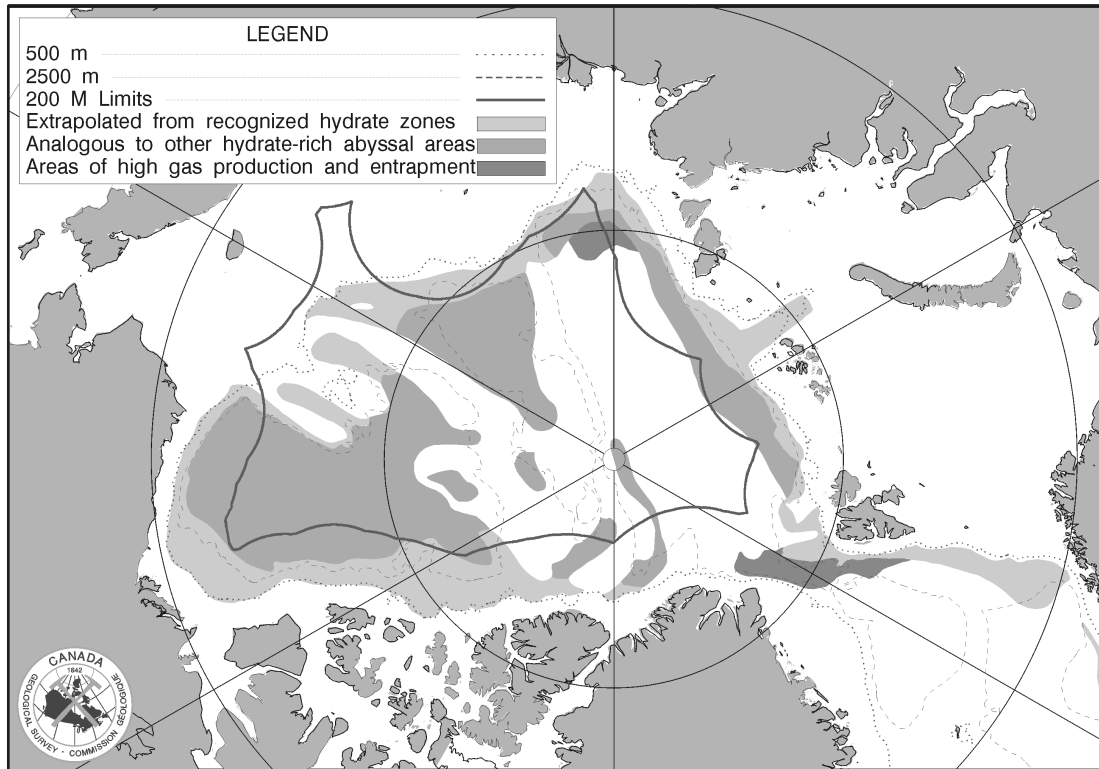 LEGEND
500 m
2500 m
200 M Limits
Extrapolated from recognized hydrate zones
Analogous to other hydrate-rich abyssal areas
Areas of high gas production and entrapment
CANADA
1842
GEOLOGICAL SURVEY - COMMISSION GÉOLOGIQUE